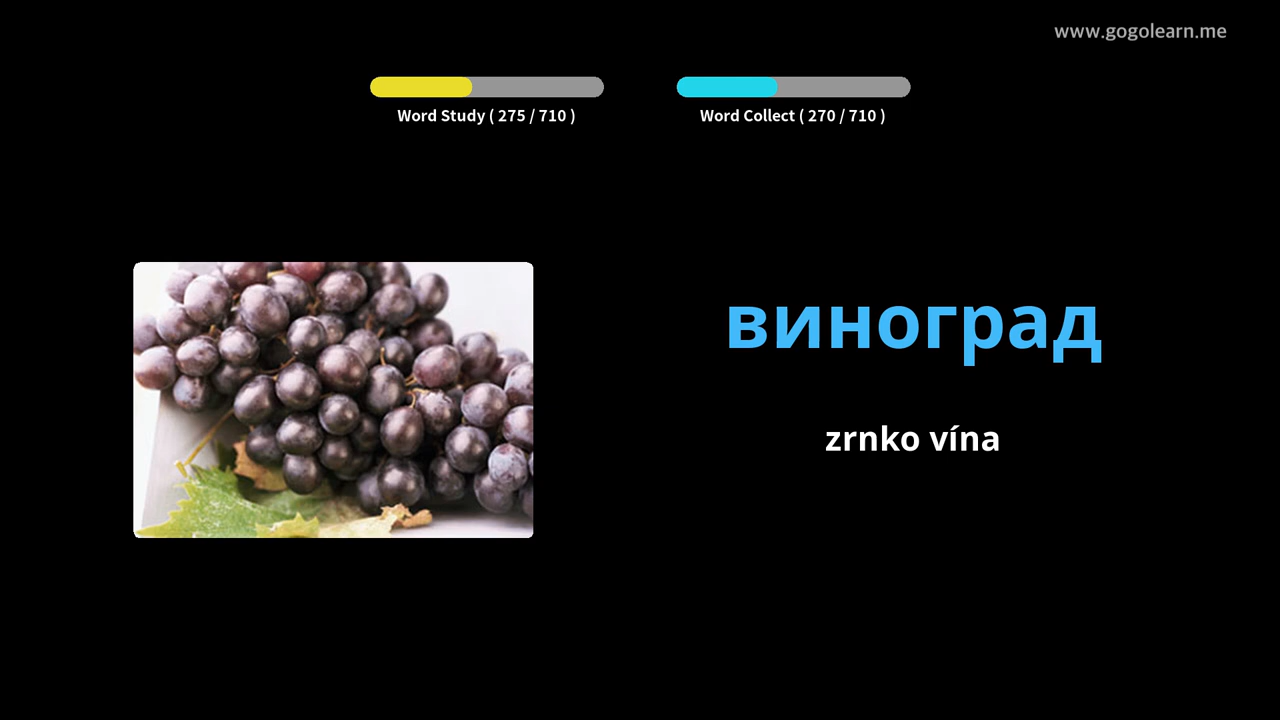 www.gogolearn.me
Word Study ( 275 / 710 )
Word Collect ( 270 / 710 )
виноград
zrnko vína